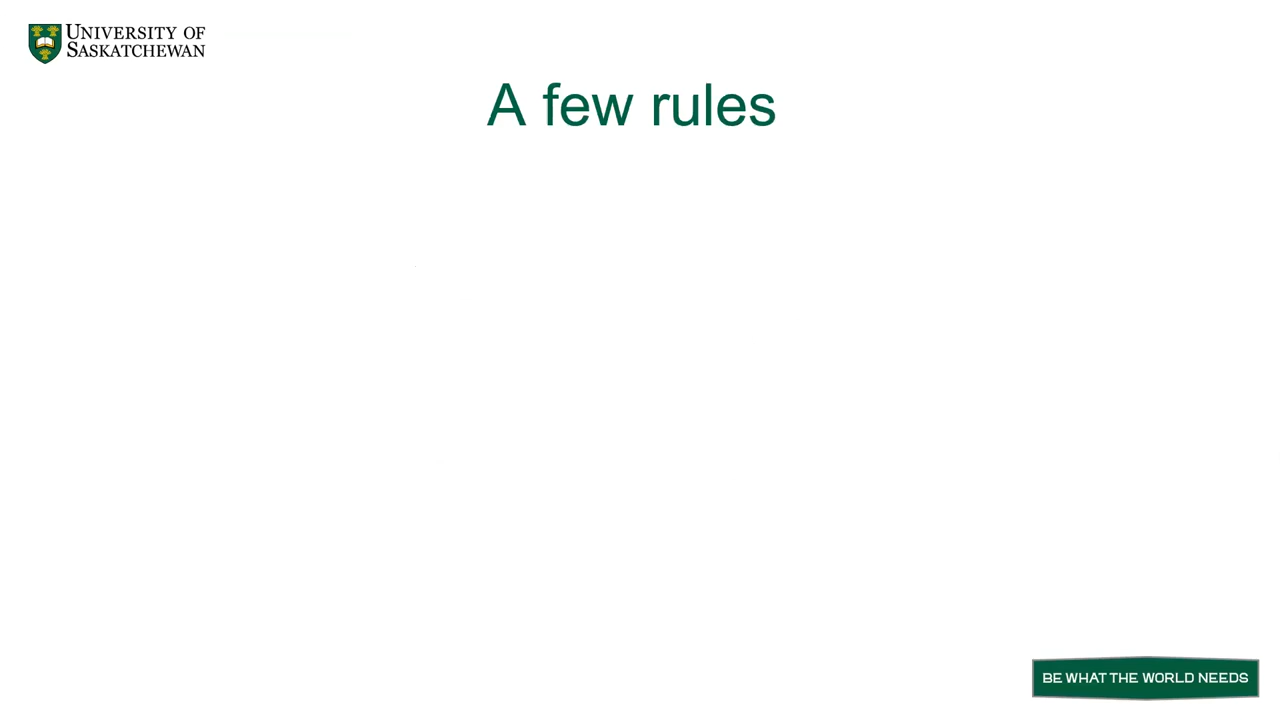 UNIVERSITY OF
SASKATCHEWAN
A few rules
BE WHAT THE WORLD NEEDS